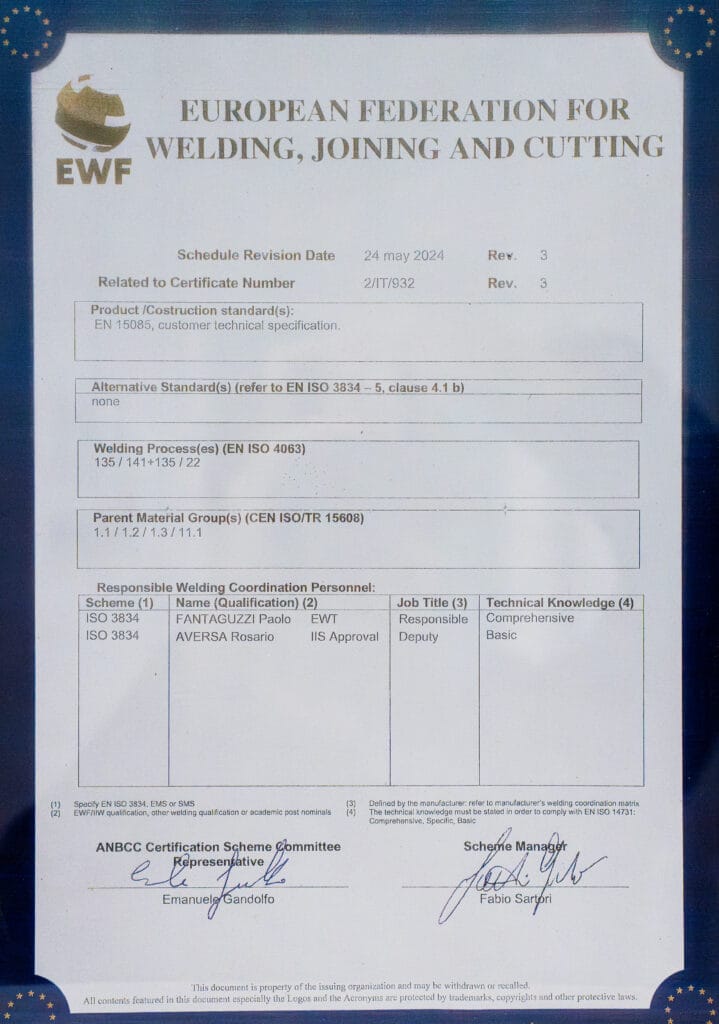 EWF
EUROPEAN FEDERATION FOR
WELDING, JOINING AND CUTTING
Schedule Revision Date 24 may 2024 Rev. 3
Related to Certificate Number 2/IT/932 Rev. 3
Product /Costruction standard(s):
EN 15085, customer technical specification.
Alternative Standard(s) (refer to EN ISO 3834 – 5, clause 4.1 b)
none
Welding Process(es) (EN ISO 4063)
135 / 141+135 / 22
Parent Material Group(s) (CEN ISO/TR 15608)
1.1 / 1.2 / 1.3 / 11.1
Responsible Welding Coordination Personnel:
Scheme (1) Name (Qualification) (2) Job Title (3) Technical Knowledge (4)
ISO 3834 FANTAGUZZI Paolo EWT Responsible Comprehensive
ISO 3834 AVERSA Rosario IIS Approval Deputy Basic
(1) Specify EN ISO 3834, EMS or SMS
(2) EWF/IIW qualification, other welding qualification or academic post nominals
(3) Defined by the manufacturer: refer to manufacturer's welding coordination matrix
(4) The technical knowledge must be stated in order to comply with EN ISO 14731:
Comprehensive, Specific, Basic
ANBCC Certification Scheme Committee
Representative
Emanuele Gandolfo
Scheme Manager
Fabio Sartori
This document is property of the issuing organization and may be withdrawn or recalled.
All contents featured in this document especially the Logos and the Acronyms are protected by trademarks, copyrights and other protective laws.